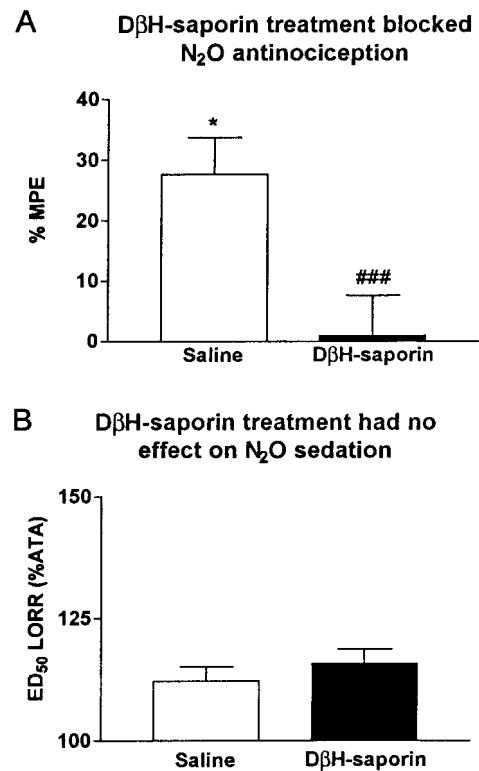 A
DβH-saporin treatment blocked
N₂O antinociception
40
30
20
10
0
% MPE
*
###
Saline
DβH-saporin
B
DβH-saporin treatment had no
effect on N₂O sedation
150
125
100
ED₅₀ LORR (%ATA)
Saline
DβH-saporin